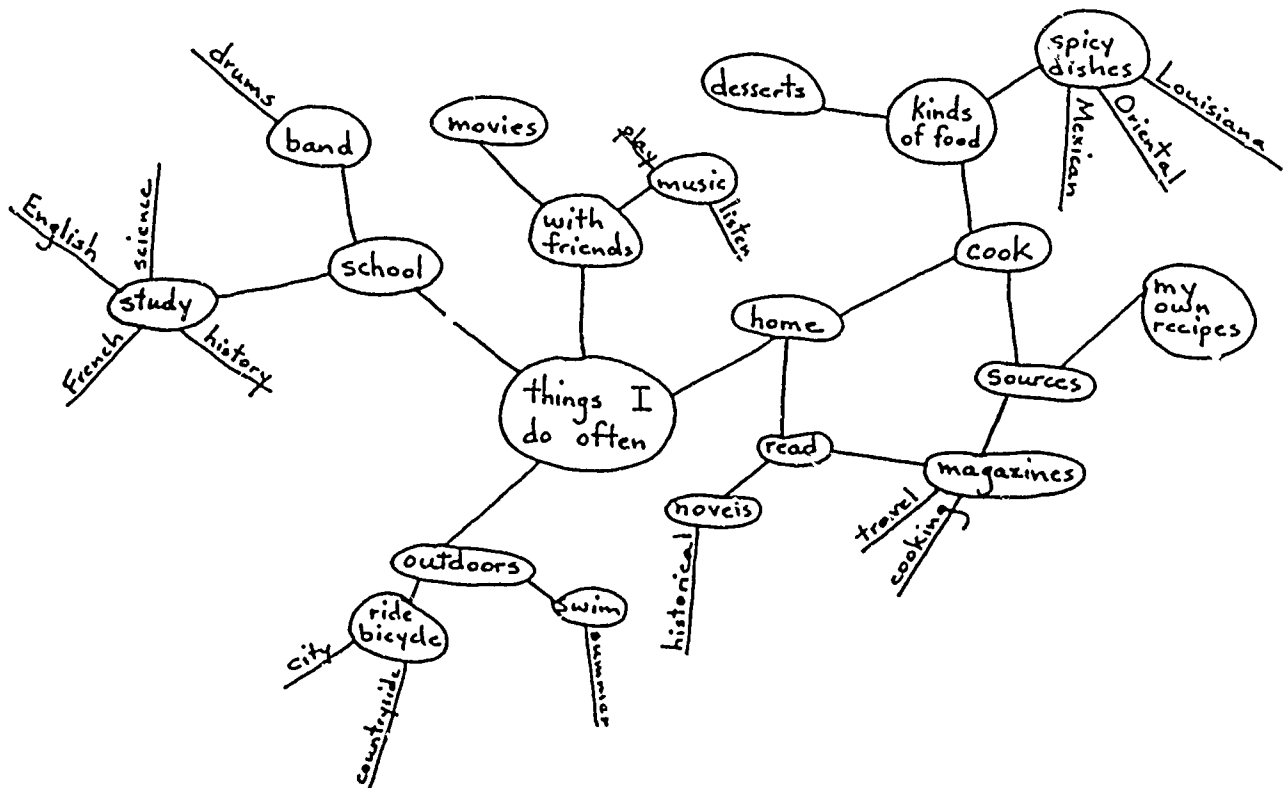 drums
band
science
English
study
French
history
school
movies
with
friends
play
music
listen
things I
do often
desserts
kinds
of food
spicy
dishes
Mexican
Oriental
Louisiana
cook
home
my
own
recipes
sources
read
magazines
travel
cooking
noveis
historical
outdoors
ride
bicycle
city
countryside
swim
summar